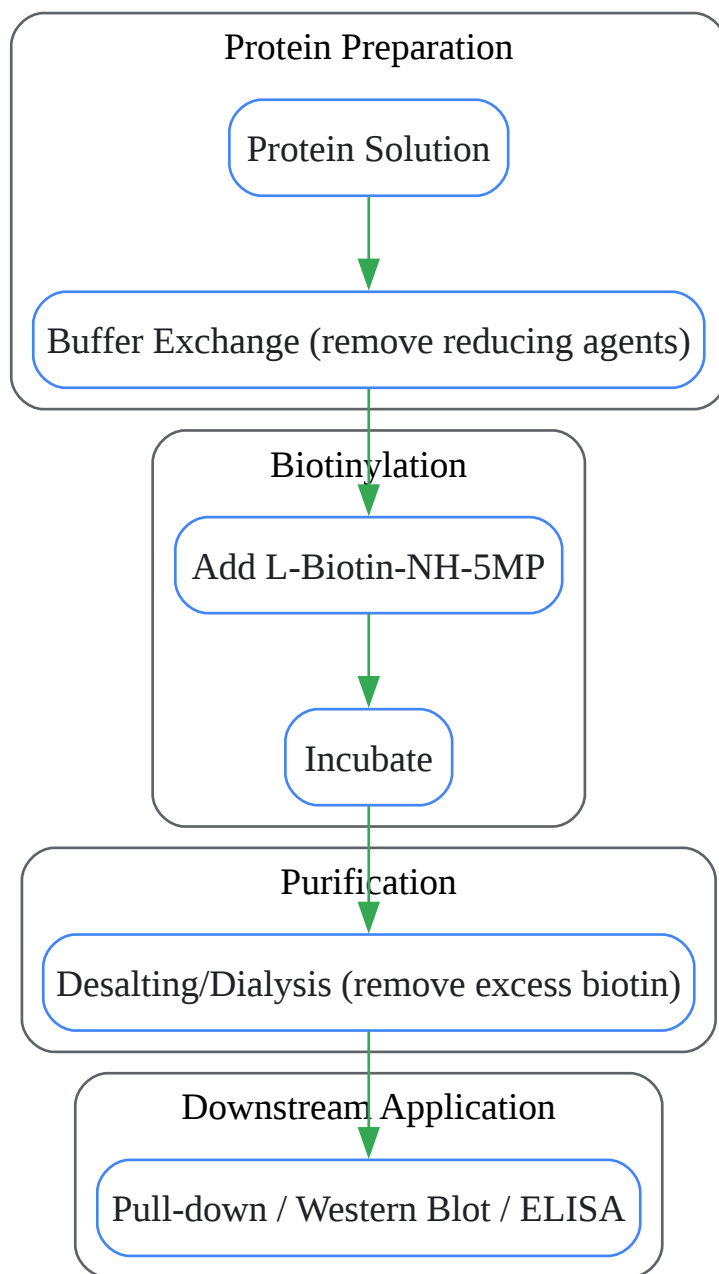 Protein Preparation
Protein Solution
Buffer Exchange (remove reducing agents)
Biotinylation
Add L-Biotin-NH-5MP
Incubate
Purification
Desalting/Dialysis (remove excess biotin)
Downstream Application
Pull-down / Western Blot / ELISA